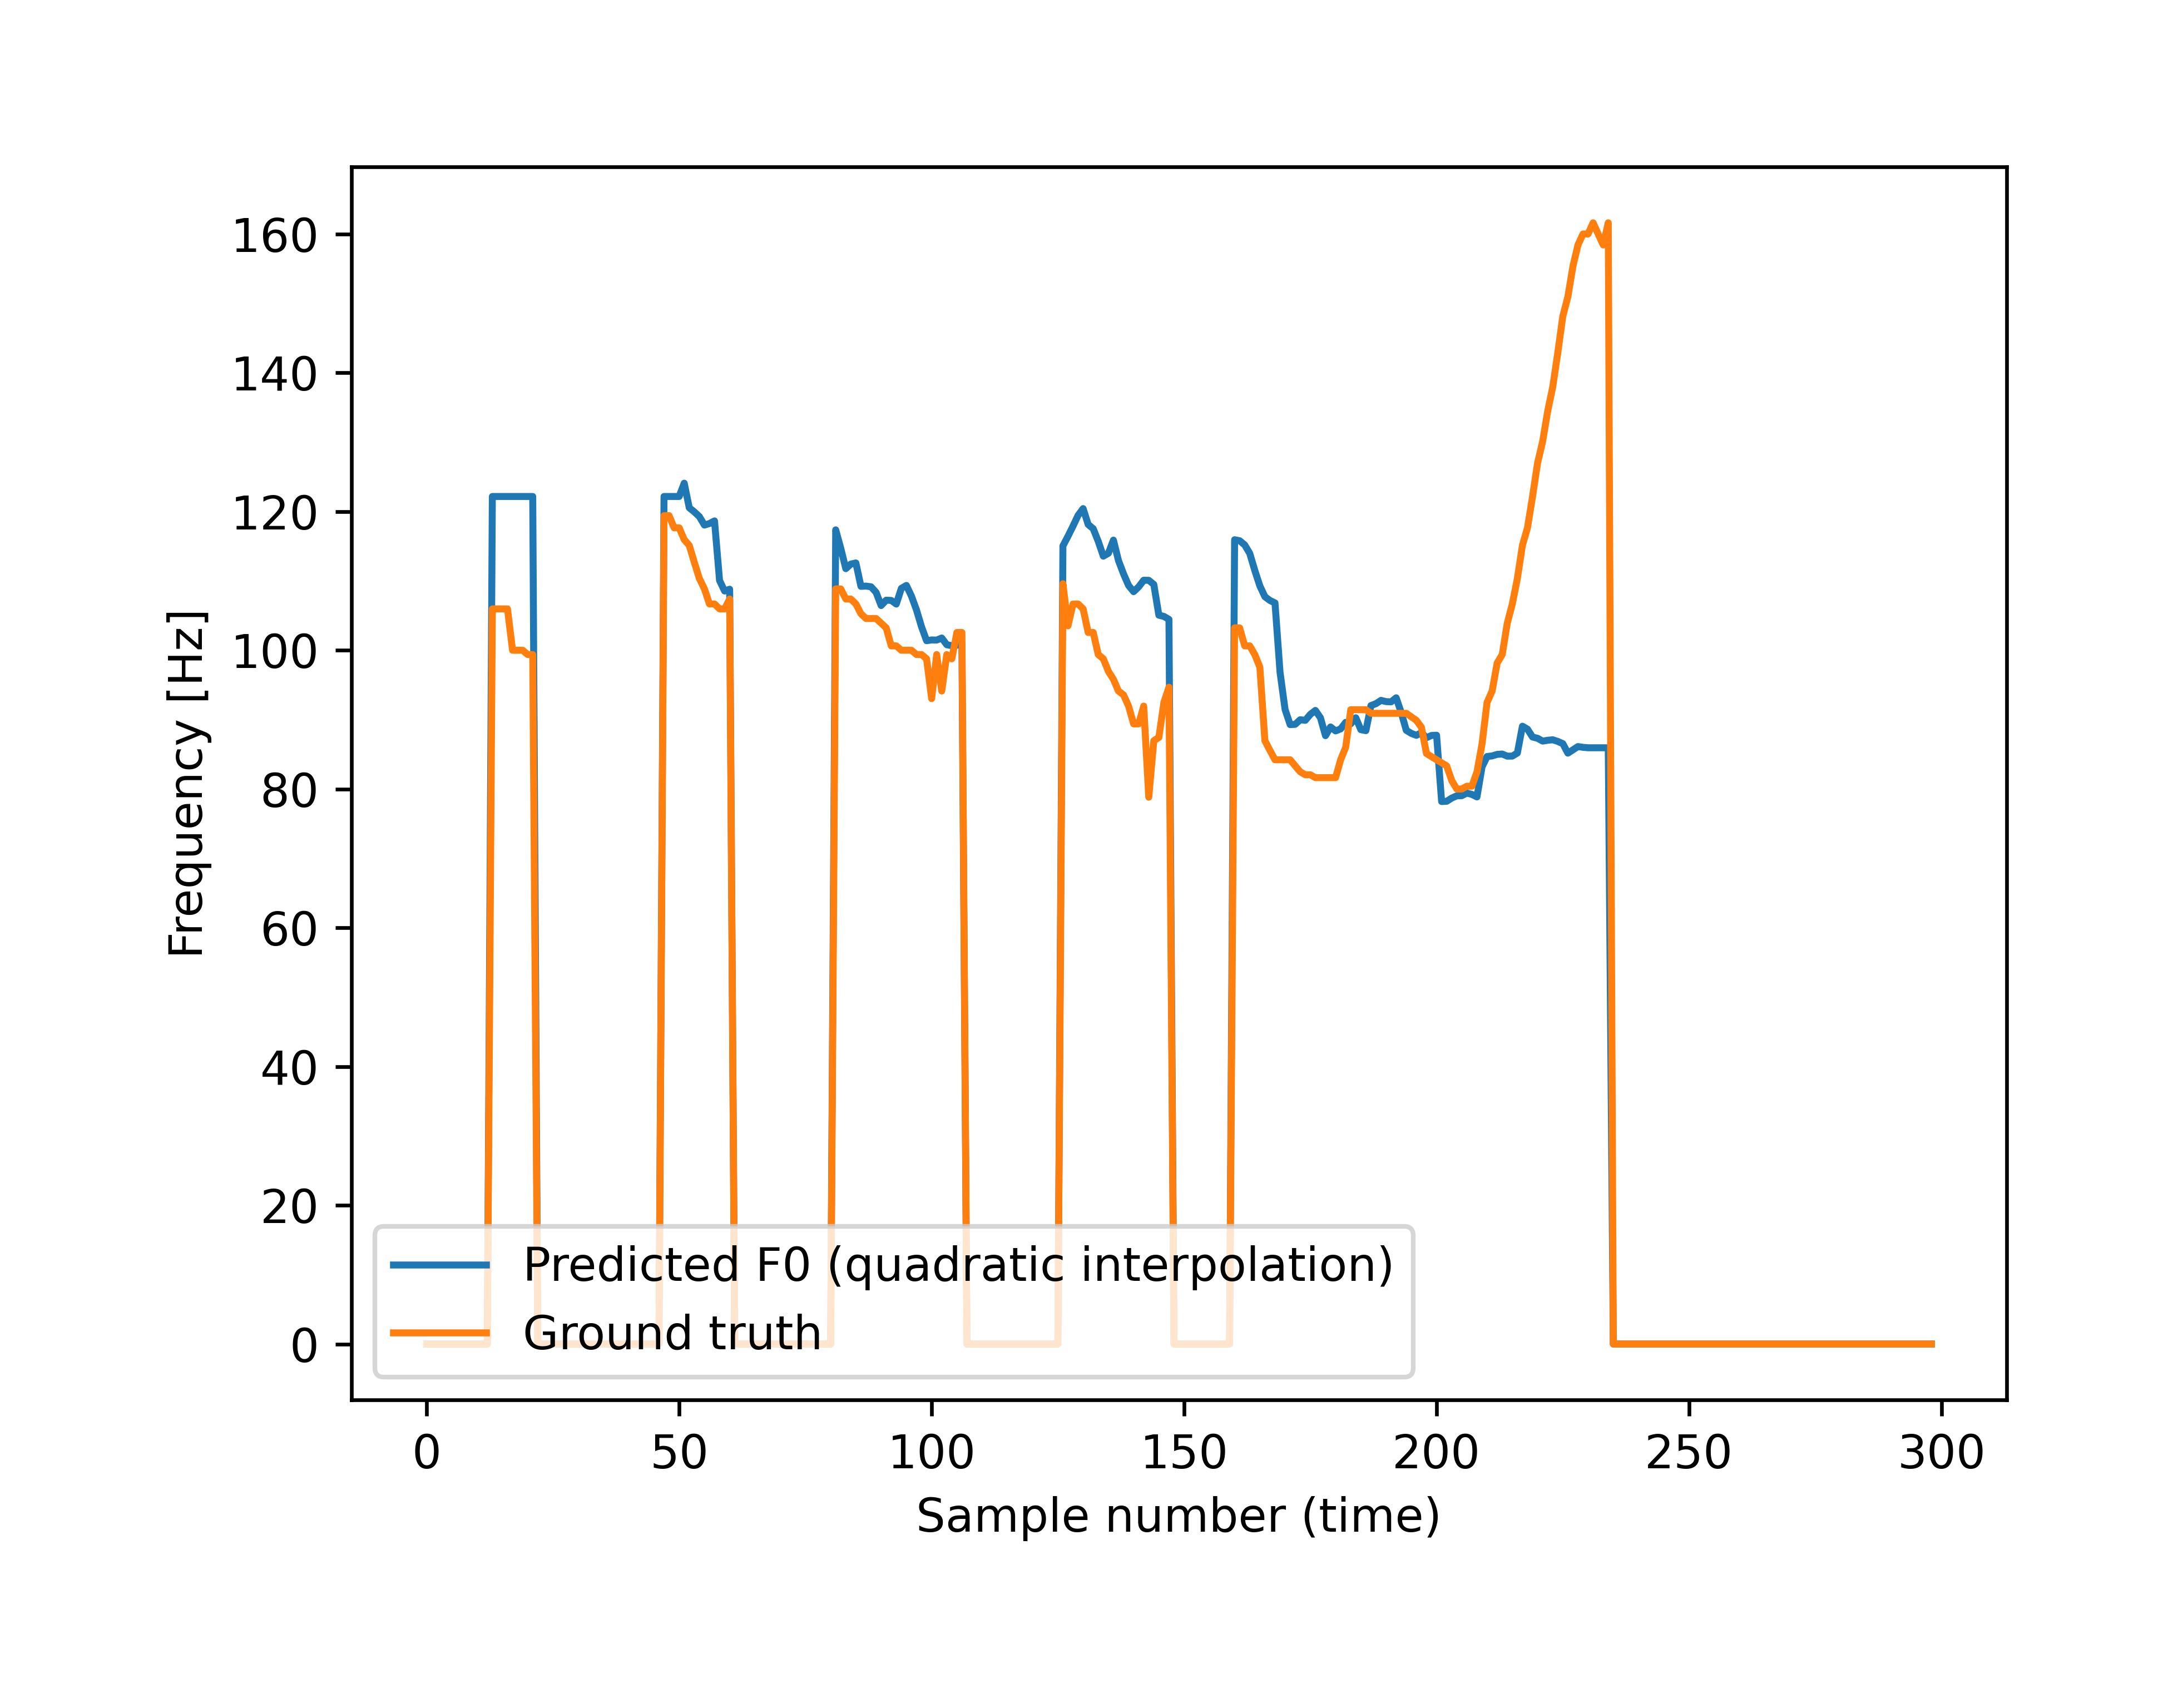 160
140
120
100
80
60
40
20
0
Frequency [Hz]
Predicted F0 (quadratic interpolation)
Ground truth
0 50 100 150 200 250 300
Sample number (time)